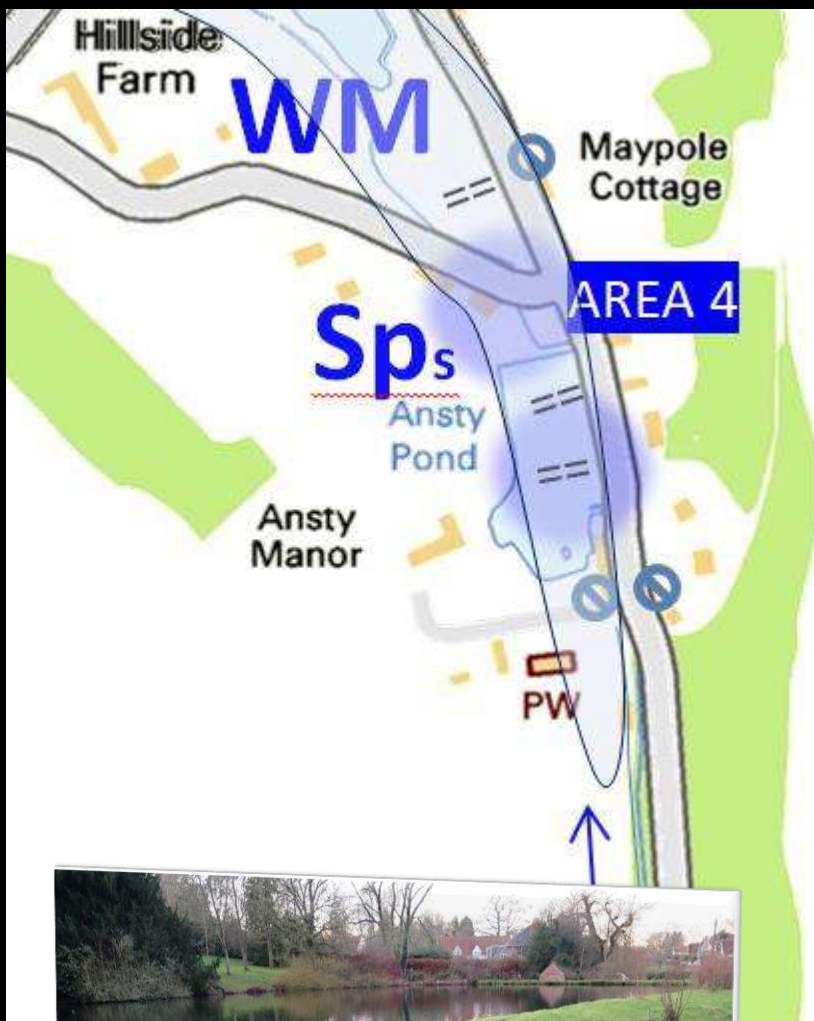 Hillside
Farm
WM
Maypole
Cottage
AREA 4
Sps
Ansty
Pond
Ansty
Manor
PW